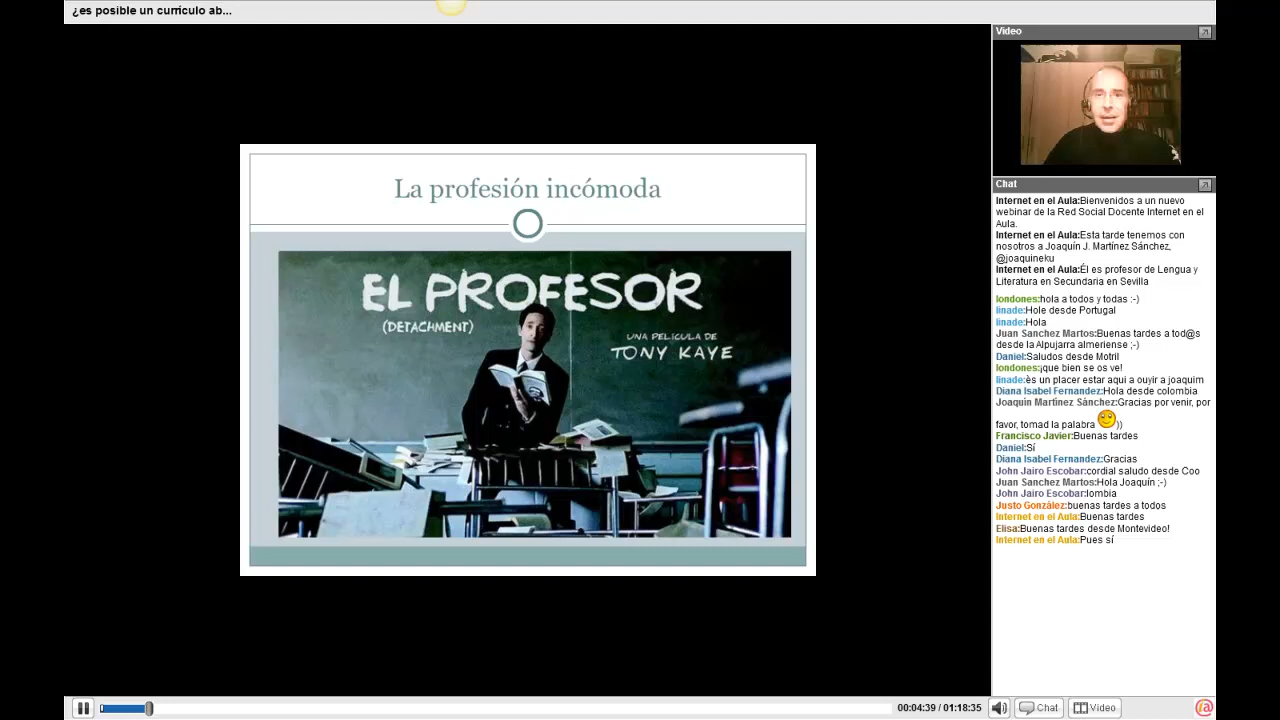 ¿es posible un curriculo ab...
La profesión incómoda
EL PROFESOR
(DETACHMENT)
UNA PELÍCULA DE
TONY KAYE
Video
Chat
Internet en el Aula:Bienvenidos a un nuevo
webinar de la Red Social Docente Internet en el
Aula.
Internet en el Aula:Esta tarde tenemos con
nosotros a Joaquín J. Martínez Sánchez,
@joaquineku
Internet en el Aula:Él es profesor de Lengua y
Literatura en Secundaria en Sevilla
londones:hola a todos y todas :-)
linade:Hole desde Portugal
linade:Hola
Juan Sanchez Martos:Buenas tardes a tod@s
desde la Alpujarra almeriense ;-)
Daniel:Saludos desde Motril
londones:¡que bien se os ve!
linade:ès un placer estar aqui a ouyir a joaquim
Diana Isabel Fernandez:Hola desde colombia
Joaquín Martínez Sánchez:Gracias por venir, por
favor, tomad la palabra ))
Francisco Javier:Buenas tardes
Daniel:Sí
Diana Isabel Fernandez:Gracias
John Jairo Escobar:cordial saludo desde Coo
Juan Sanchez Martos:Hola Joaquín ;-)
John Jairo Escobar:lombia
Justo González:buenas tardes a todos
Internet en el Aula:Buenas tardes
Elisa:Buenas tardes desde Montevideo!
Internet en el Aula:Pues sí
00:04:39 / 01:18:35
Chat
Video
@